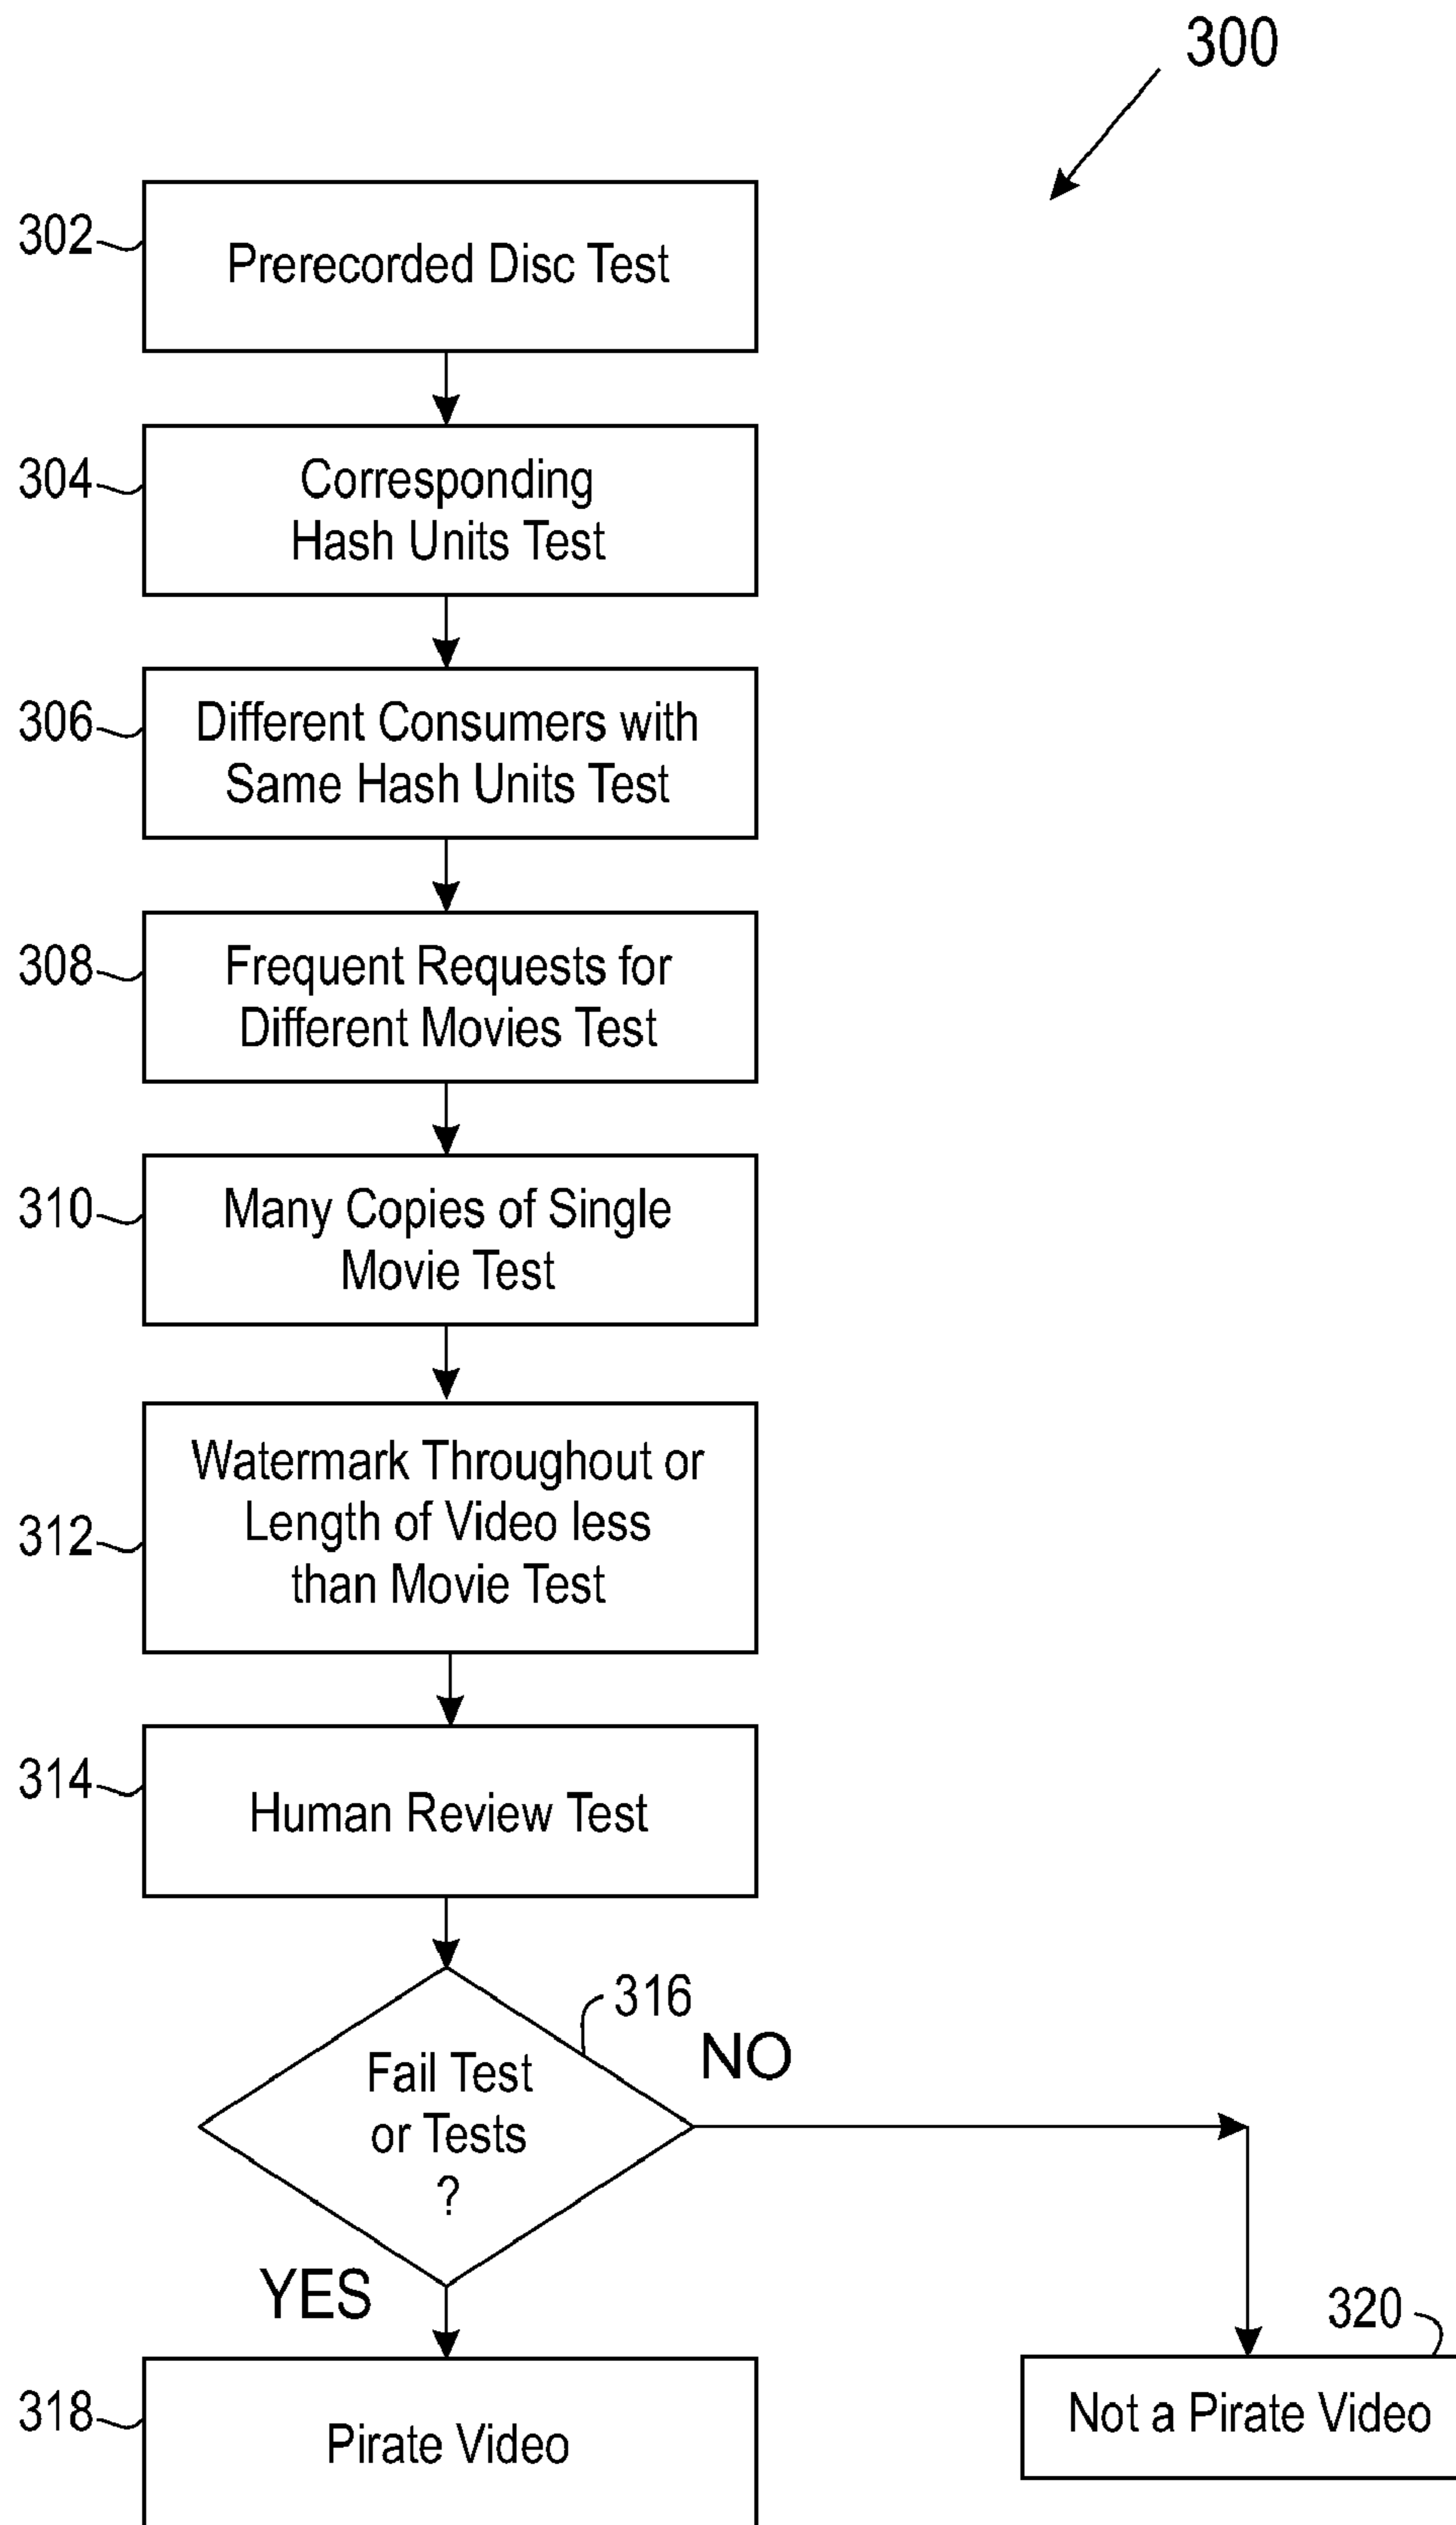 300
302
Prerecorded Disc Test
304
Corresponding
Hash Units Test
306
Different Consumers with
Same Hash Units Test
308
Frequent Requests for
Different Movies Test
310
Many Copies of Single
Movie Test
312
Watermark Throughout or
Length of Video less
than Movie Test
314
Human Review Test
316
Fail Test
or Tests
?
NO
YES
318
Pirate Video
320
Not a Pirate Video